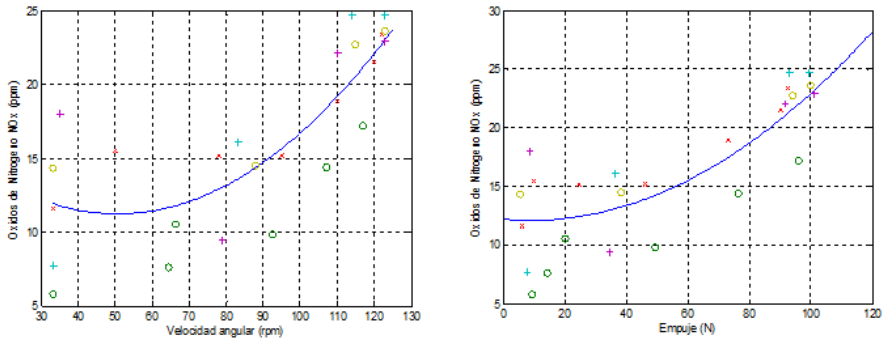 Oxidos de Nitrogeno NOx (ppm)
25
20
15
10
5
30 40 50 60 70 80 90 100 110 120 130
Velocidad angular (rpm)
Oxidos de Nitrogeno NOx (ppm)
30
25
20
15
10
5
0 20 40 60 80 100 120
Empuje (N)